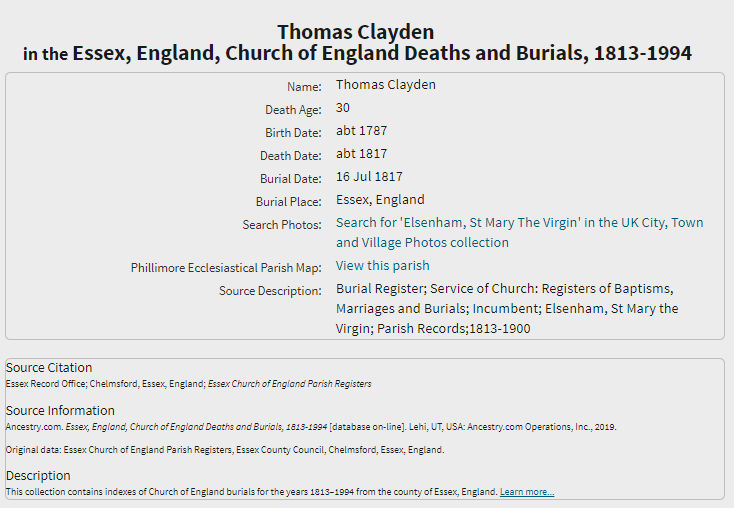 Thomas Clayden
in the Essex, England, Church of England Deaths and Burials, 1813-1994
Name: Thomas Clayden
Death Age: 30
Birth Date: abt 1787
Death Date: abt 1817
Burial Date: 16 Jul 1817
Burial Place: Essex, England
Search Photos: Search for 'Elsenham, St Mary The Virgin' in the UK City, Town
and Village Photos collection
Phillimore Ecclesiastical Parish Map: View this parish
Source Description: Burial Register; Service of Church: Registers of Baptisms,
Marriages and Burials; Incumbent; Elsenham, St Mary the
Virgin; Parish Records;1813-1900
Source Citation
Essex Record Office; Chelmsford, Essex, England; Essex Church of England Parish Registers
Source Information
Ancestry.com. Essex, England, Church of England Deaths and Burials, 1813-1994 [database on-line]. Lehi, UT, USA: Ancestry.com Operations, Inc., 2019.
Original data: Essex Church of England Parish Registers, Essex County Council, Chelmsford, Essex, England.
Description
This collection contains indexes of Church of England burials for the years 1813–1994 from the county of Essex, England. Learn more...